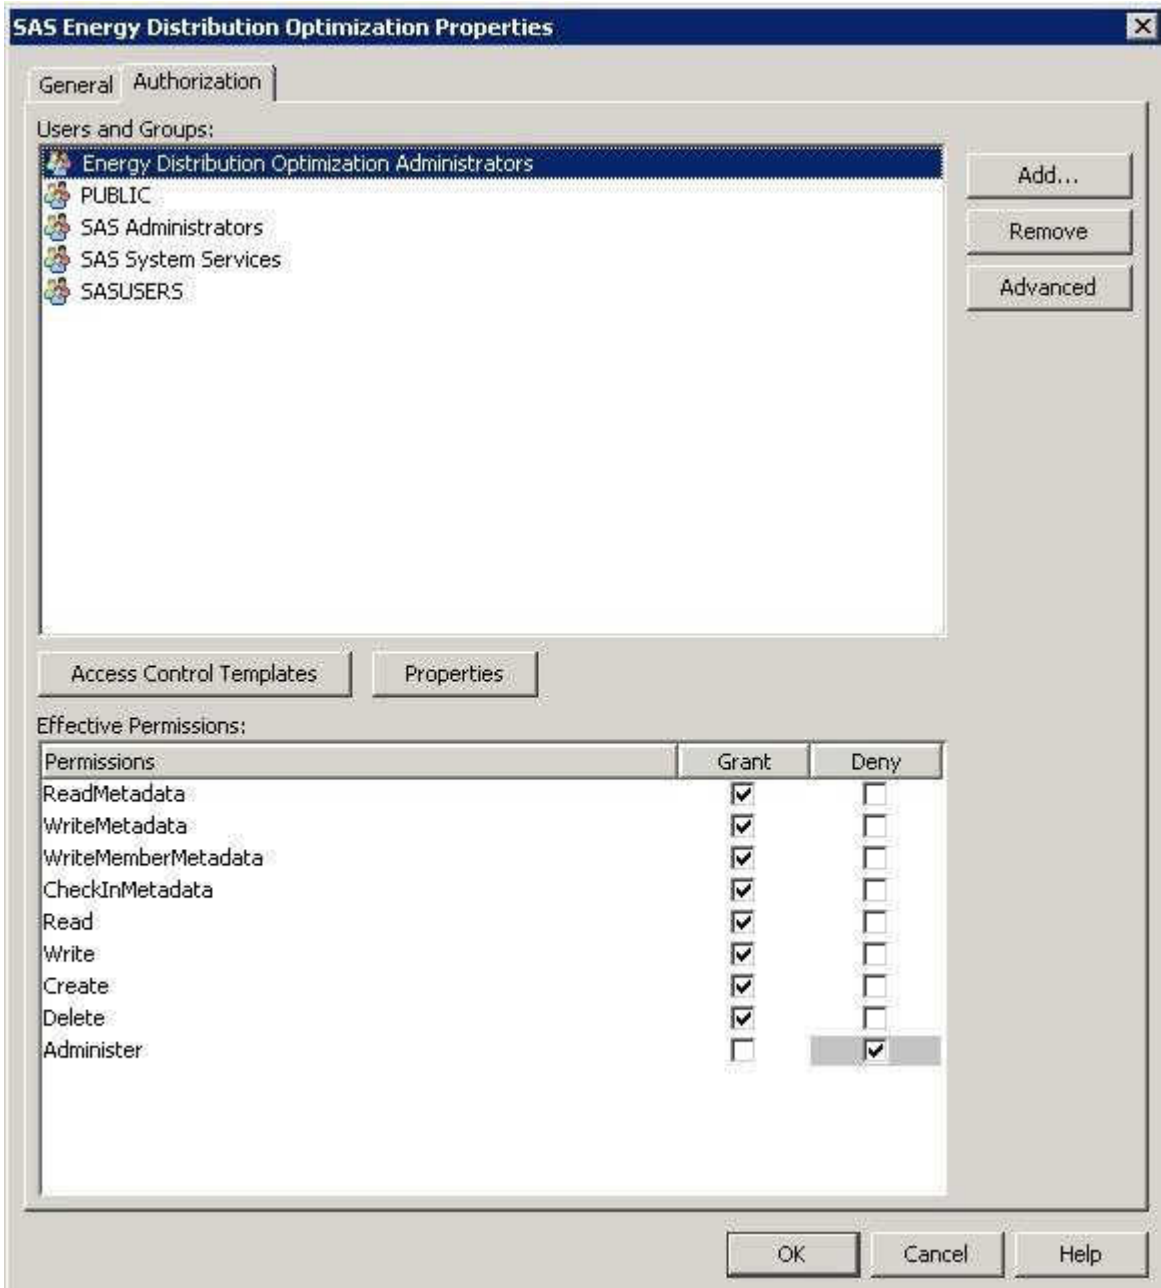 SAS Energy Distribution Optimization Properties
General Authorization
Users and Groups:
Energy Distribution Optimization Administrators
PUBLIC
SAS Administrators
SAS System Services
SASUSERS
Add...
Remove
Advanced
Access Control Templates Properties
Effective Permissions:
Permissions Grant Deny
ReadMetadata
WriteMetadata
WriteMemberMetadata
CheckInMetadata
Read
Write
Create
Delete
Administer
OK Cancel Help